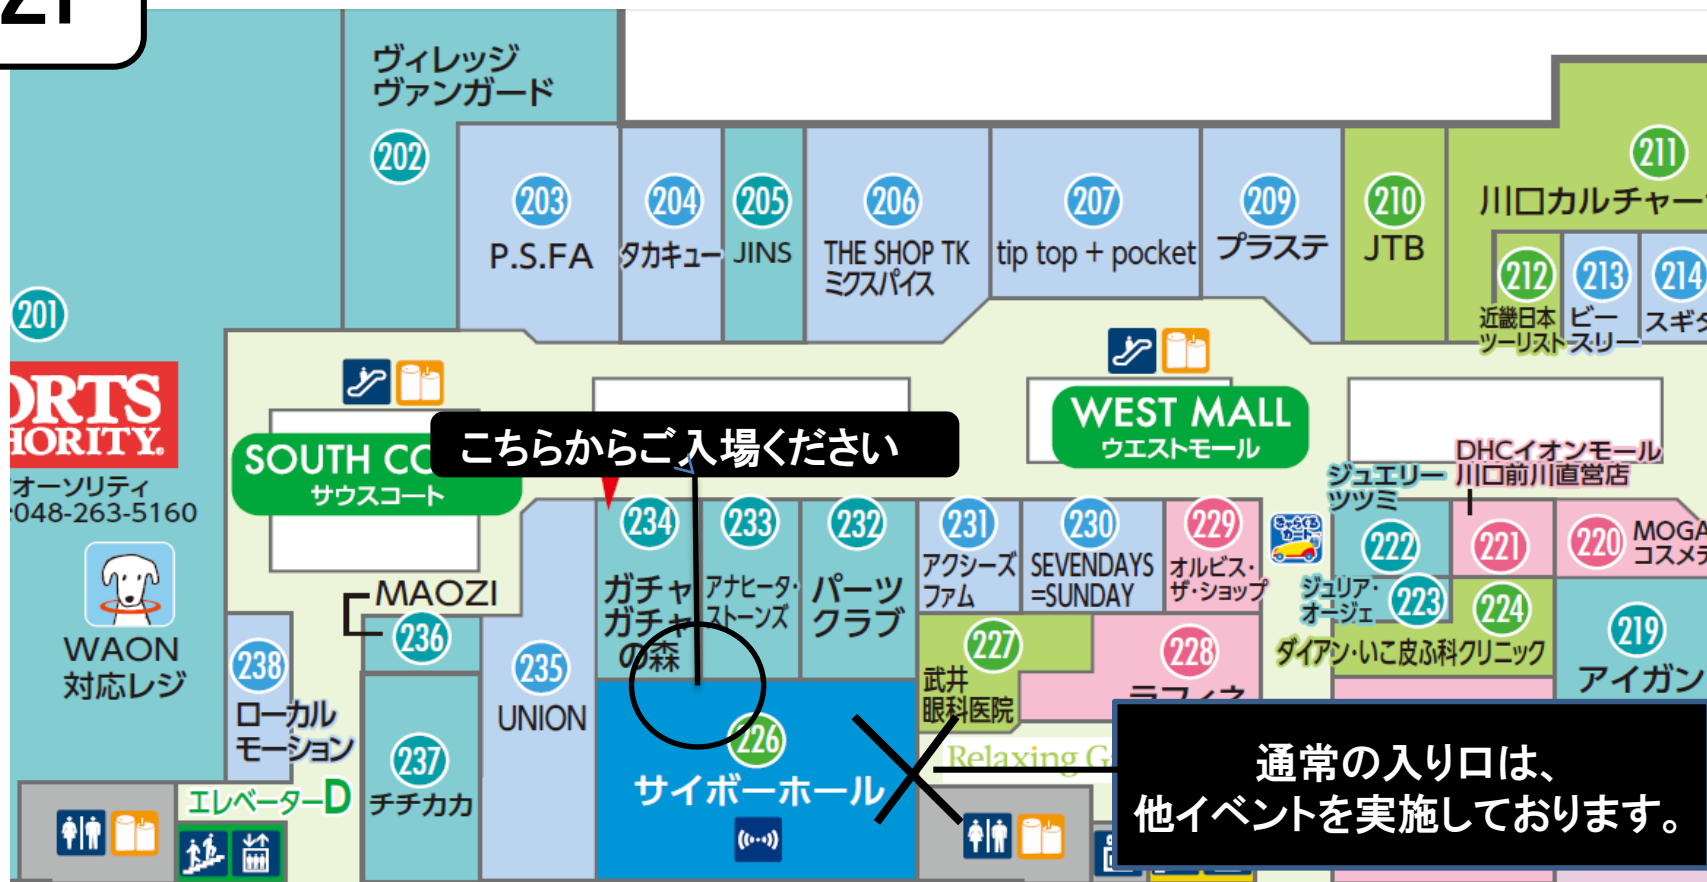 ヴィレッジ
ヴァンガード
202
203
P.S.FA
204
タカキュー
205
JINS
206
THE SHOP TK
ミクスパイス
207
tip top + pocket
209
プラステ
210
JTB
211
川口カルチャー
212
近畿日本
ツーリスト
213
ビー
スリー
214
スギ
201
ORTS
HORITY.
オーソリティ
048-263-5160
WAON
対応レジ
SOUTH CO
サウスコート
こちらからご入場ください
WEST MALL
ウエストモール
DHCイオンモール
川口前川直営店
ジュエリー
ツツミ
234
ガチャ
ガチャ
の森
233
アナヒータ・
ストーンズ
232
パーツ
クラブ
231
アクシーズ
ファム
230
SEVENDAYS
=SUNDAY
229
オルビス・
ザ・ショップ
きゃらくる
カート
222
221
220
MOGA
コスメ
ジュリア・
オージェ
223
224
ダイアン・いこ皮ふ科クリニック
219
アイガン
MAOZI
236
238
ローカル
モーション
235
UNION
237
チチカカ
227
武井
眼科医院
228
ラフィネ
226
サイボーホール
Relaxing G
エレベーターD
通常の入り口は、
他イベントを実施しております。